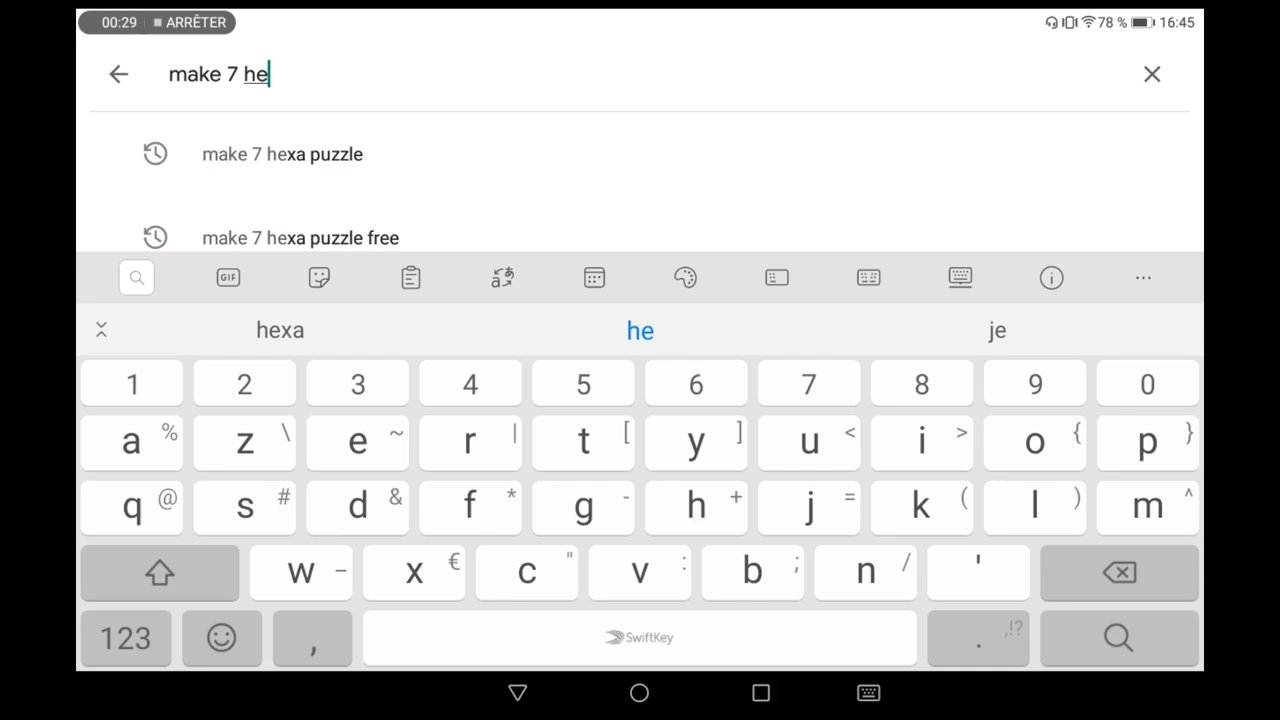 00:29 ARRÊTER 78 % 16:45
make 7 he
make 7 hexa puzzle
make 7 hexa puzzle free
GIF
hexa he je
1 2 3 4 5 6 7 8 9 0
a % z \ e ~ r | t [ y ] u < i > o { p }
q @ s # d & f * g - h + j = k ( l ) m ^
w _ x € c " v : b ; n / '
123 , SwiftKey . ,!?